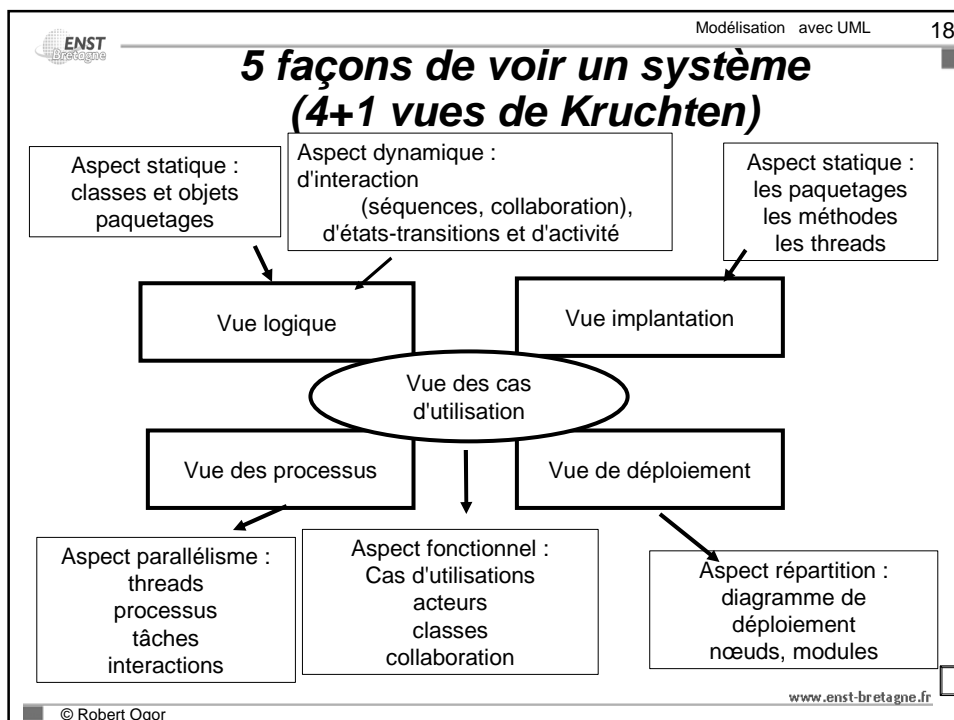 Modélisation avec UML
18
ENST
Bretagne
5 façons de voir un système
(4+1 vues de Kruchten)
Aspect statique :
classes et objets
paquetages
Aspect dynamique :
d'interaction
(séquences, collaboration),
d'états-transitions et d'activité
Aspect statique :
les paquetages
les méthodes
les threads
Vue logique
Vue implantation
Vue des cas
d'utilisation
Vue des processus
Vue de déploiement
Aspect parallélisme :
threads
processus
tâches
interactions
Aspect fonctionnel :
Cas d'utilisations
acteurs
classes
collaboration
Aspect répartition :
diagramme de
déploiement
nœuds, modules
www.enst-bretagne.fr
© Robert Ogor